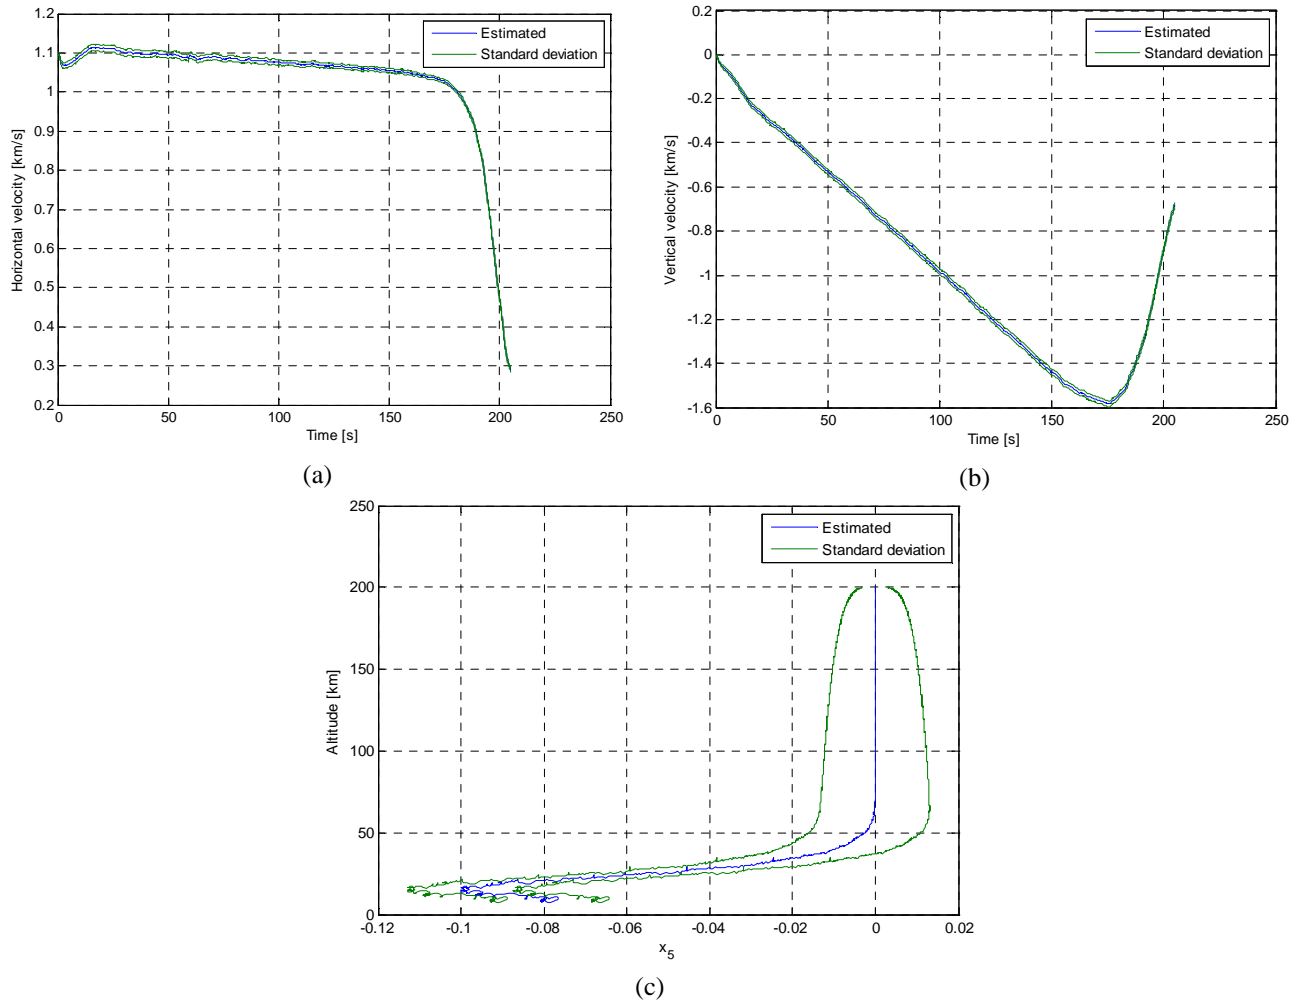 1.2
1.1
1
0.9
0.8
0.7
0.6
0.5
0.4
0.3
0.2
0 50 100 150 200 250
Horizontal velocity [km/s]
Time [s]
Estimated
Standard deviation
(a)
0.2
0
-0.2
-0.4
-0.6
-0.8
-1
-1.2
-1.4
-1.6
0 50 100 150 200 250
Vertical velocity [km/s]
Time [s]
Estimated
Standard deviation
(b)
250
200
150
100
50
0
-0.12 -0.1 -0.08 -0.06 -0.04 -0.02 0 0.02
Altitude [km]
x5
Estimated
Standard deviation
(c)